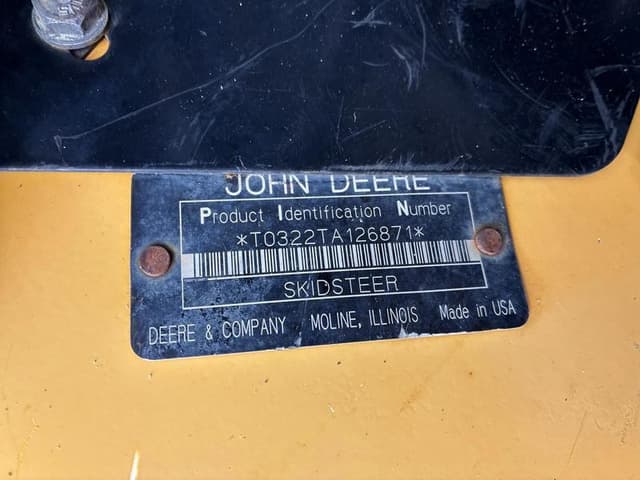 JOHN DEERE
Product Identification Number
*T0322TA126871*
SKIDSTEER
DEERE & COMPANY MOLINE, ILLINOIS Made in USA